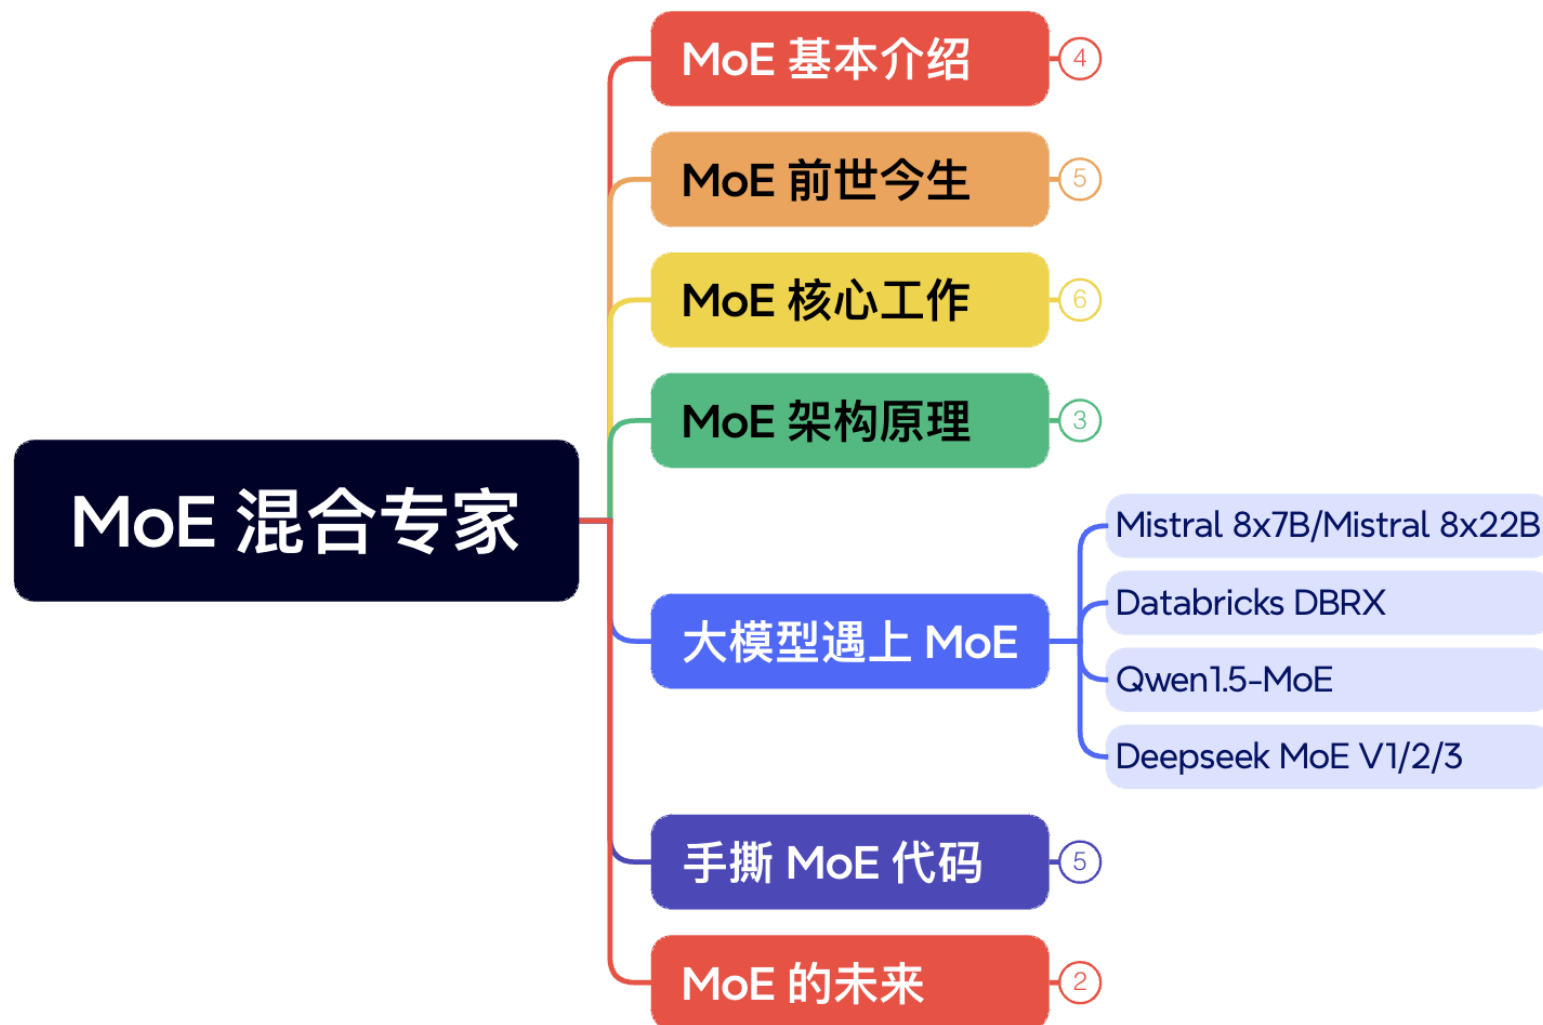 MoE 基本介绍
4
MoE 前世今生
5
MoE 核心工作
6
MoE 架构原理
3
MoE 混合专家
大模型遇上 MoE
Mistral 8x7B/Mistral 8x22B
Databricks DBRX
Qwen1.5-MoE
Deepseek MoE V1/2/3
手撕 MoE 代码
5
MoE 的未来
2